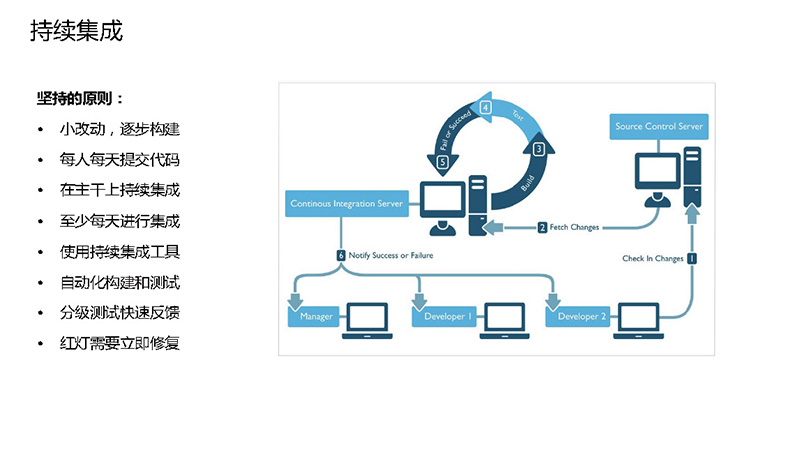 持续集成
坚持的原则：
• 小改动，逐步构建
• 每人每天提交代码
• 在主干上持续集成
• 至少每天进行集成
• 使用持续集成工具
• 自动化构建和测试
• 分级测试快速反馈
• 红灯需要立即修复
4
Test
Fail or Succeed
3
5
Build
Source Control Server
Continous Integration Server
2 Fetch Changes
6 Notify Success or Failure
Check In Changes 1
Manager
Developer 1
Developer 2